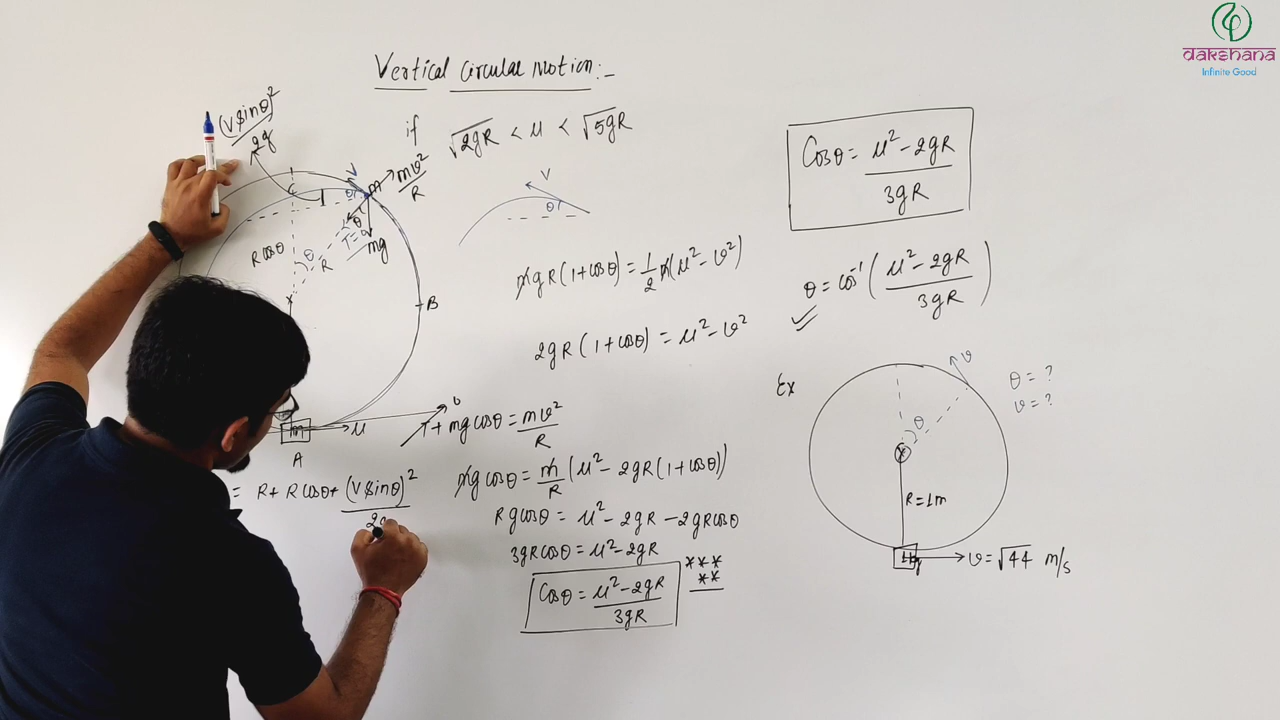 dakshana
Infinite Good
Vertical Circular Motion:-
if √2gR < u < √5gR
(V sinθ)²/2g
V
m
mv²/R
C
θ
θ
T=0
mg
R cosθ
θ
R
B
m
u
v
A
= R + R cosθ + (V sinθ)²/2g
V
θ
mgR(1+cosθ) = 1/2 m(u² - v²)
2gR(1+cosθ) = u² - v²
T + mg cosθ = mv²/R
mg cosθ = m/R (u² - 2gR(1+cosθ))
Rg cosθ = u² - 2gR - 2gR cosθ
3gR cosθ = u² - 2gR
Cosθ = u² - 2gR/3gR
***
**
Cosθ = u² - 2gR/3gR
θ = cos⁻¹(u² - 2gR/3gR)
Ex
v
θ = ?
v = ?
θ
R = 1m
v = √44 m/s